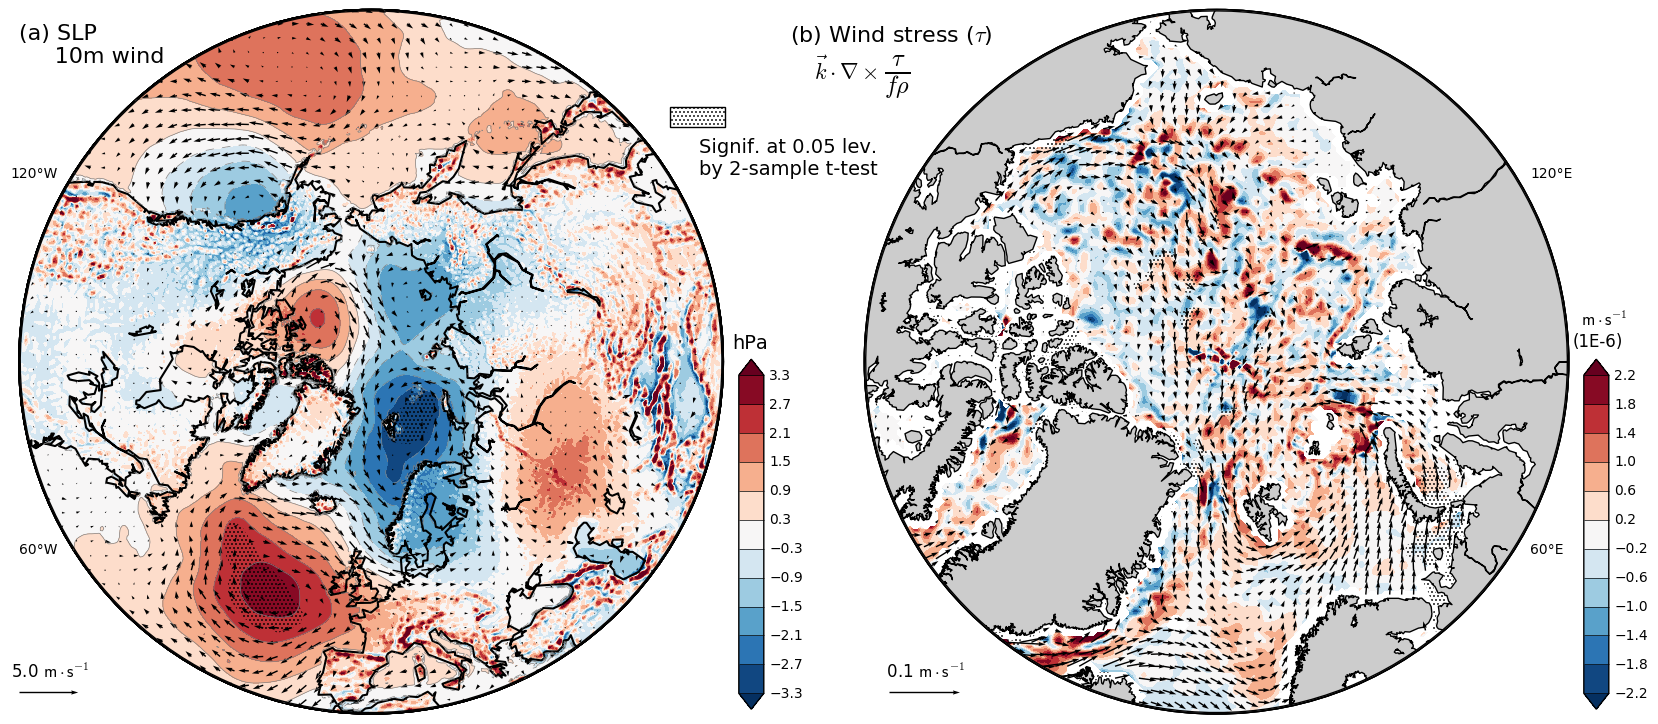 (a) SLP
10m wind
120°W
60°W
5.0 m·s⁻¹
Signif. at 0.05 lev.
by 2-sample t-test
hPa
3.3
2.7
2.1
1.5
0.9
0.3
−0.3
−0.9
−1.5
−2.1
−2.7
−3.3
(b) Wind stress (τ)
k⃗ · ∇ × τ/fρ
120°E
60°E
0.1 m·s⁻¹
m·s⁻¹
(1E-6)
2.2
1.8
1.4
1.0
0.6
0.2
−0.2
−0.6
−1.0
−1.4
−1.8
−2.2